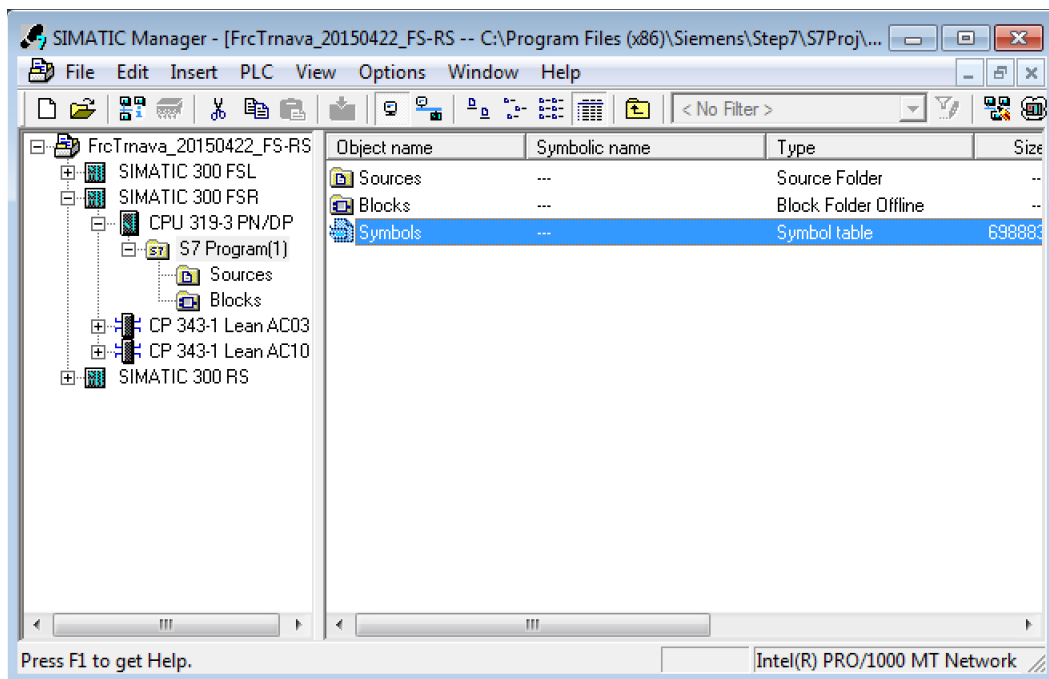 SIMATIC Manager - [FrcTrnava_20150422_FS-RS -- C:\Program Files (x86)\Siemens\Step7\S7Proj\...
File Edit Insert PLC View Options Window Help
< No Filter >
FrcTrnava_20150422_FS-RS
SIMATIC 300 FSL
SIMATIC 300 FSR
CPU 319-3 PN/DP
S7 Program(1)
Sources
Blocks
CP 343-1 Lean AC03
CP 343-1 Lean AC10
SIMATIC 300 RS
Object name Symbolic name Type Size
Sources --- Source Folder --
Blocks --- Block Folder Offline --
Symbols --- Symbol table 698883
Press F1 to get Help. Intel(R) PRO/1000 MT Network